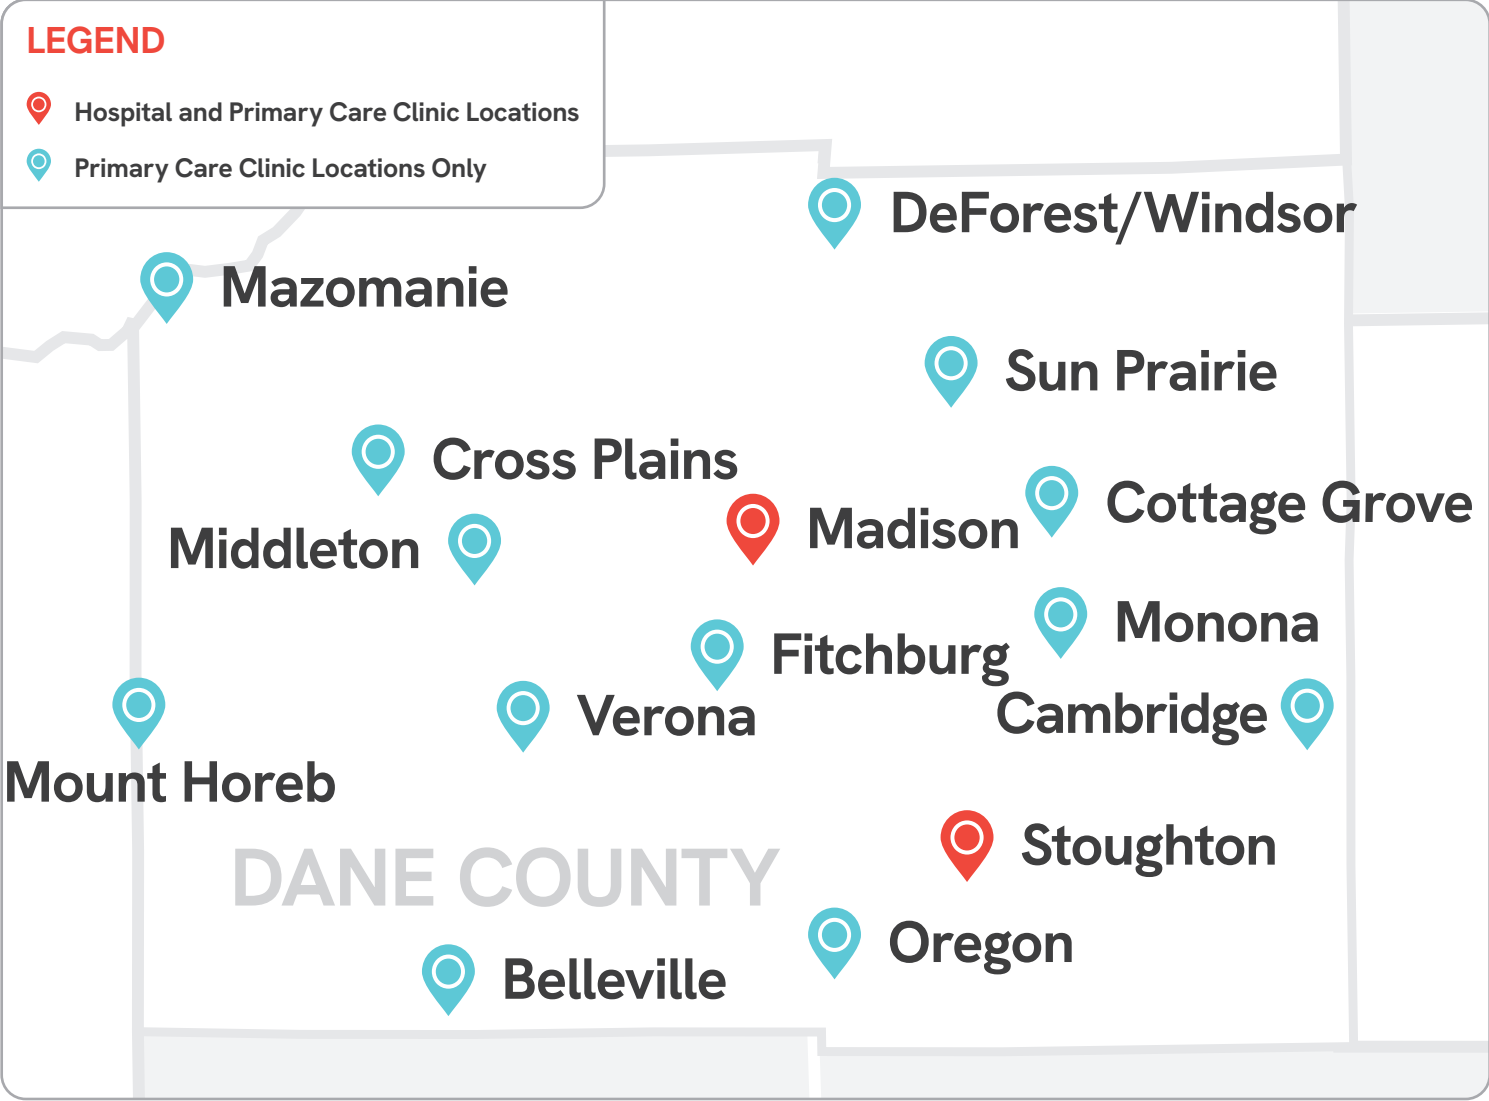 LEGEND
Hospital and Primary Care Clinic Locations
Primary Care Clinic Locations Only
DeForest/Windsor
Mazomanie
Sun Prairie
Cross Plains
Cottage Grove
Madison
Middleton
Monona
Fitchburg
Cambridge
Verona
Mount Horeb
Stoughton
DANE COUNTY
Oregon
Belleville